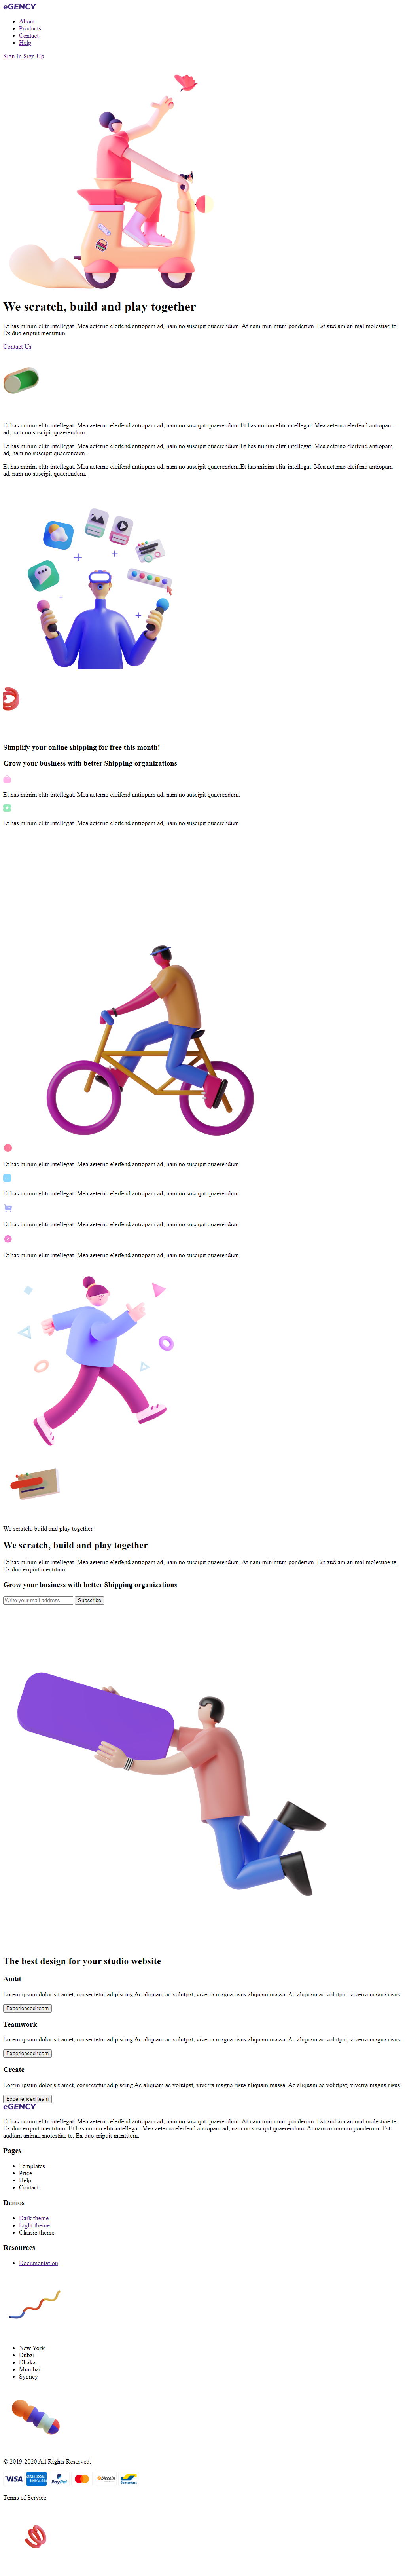 eGENCY
About
Products
Contact
Help
Sign In Sign Up
We scratch, build and play together
Et has minim elitr intellegat. Mea aeterno eleifend antiopam ad, nam no suscipit quaerendum. At nam minimum ponderum. Est audiam animal molestiae te.
Ex duo eripuit mentitum.
Contact Us
Et has minim elitr intellegat. Mea aeterno eleifend antiopam ad, nam no suscipit quaerendum.Et has minim elitr intellegat. Mea aeterno eleifend antiopam
ad, nam no suscipit quaerendum.
Et has minim elitr intellegat. Mea aeterno eleifend antiopam ad, nam no suscipit quaerendum.Et has minim elitr intellegat. Mea aeterno eleifend antiopam
ad, nam no suscipit quaerendum.
Et has minim elitr intellegat. Mea aeterno eleifend antiopam ad, nam no suscipit quaerendum.Et has minim elitr intellegat. Mea aeterno eleifend antiopam
ad, nam no suscipit quaerendum.
Simplify your online shipping for free this month!
Grow your business with better Shipping organizations
Et has minim elitr intellegat. Mea aeterno eleifend antiopam ad, nam no suscipit quaerendum.
Et has minim elitr intellegat. Mea aeterno eleifend antiopam ad, nam no suscipit quaerendum.
Et has minim elitr intellegat. Mea aeterno eleifend antiopam ad, nam no suscipit quaerendum.
Et has minim elitr intellegat. Mea aeterno eleifend antiopam ad, nam no suscipit quaerendum.
Et has minim elitr intellegat. Mea aeterno eleifend antiopam ad, nam no suscipit quaerendum.
Et has minim elitr intellegat. Mea aeterno eleifend antiopam ad, nam no suscipit quaerendum.
We scratch, build and play together
We scratch, build and play together
Et has minim elitr intellegat. Mea aeterno eleifend antiopam ad, nam no suscipit quaerendum. At nam minimum ponderum. Est audiam animal molestiae te.
Ex duo eripuit mentitum.
Grow your business with better Shipping organizations
Write your mail address Subscribe
The best design for your studio website
Audit
Lorem ipsum dolor sit amet, consectetur adipiscing Ac aliquam ac volutpat, viverra magna risus aliquam massa. Ac aliquam ac volutpat, viverra magna risus.
Experienced team
Teamwork
Lorem ipsum dolor sit amet, consectetur adipiscing Ac aliquam ac volutpat, viverra magna risus aliquam massa. Ac aliquam ac volutpat, viverra magna risus.
Experienced team
Create
Lorem ipsum dolor sit amet, consectetur adipiscing Ac aliquam ac volutpat, viverra magna risus aliquam massa. Ac aliquam ac volutpat, viverra magna risus.
Experienced team
eGENCY
Et has minim elitr intellegat. Mea aeterno eleifend antiopam ad, nam no suscipit quaerendum. At nam minimum ponderum. Est audiam animal molestiae te.
Ex duo eripuit mentitum. Et has minim elitr intellegat. Mea aeterno eleifend antiopam ad, nam no suscipit quaerendum. At nam minimum ponderum. Est
audiam animal molestiae te. Ex duo eripuit mentitum.
Pages
Templates
Price
Help
Contact
Demos
Dark theme
Light theme
Classic theme
Resources
Documentation
New York
Dubai
Dhaka
Mumbai
Sydney
© 2019-2020 All Rights Reserved.
VISA AMERICAN EXPRESS PayPal mastercard bitcoin Bancontact
Terms of Service